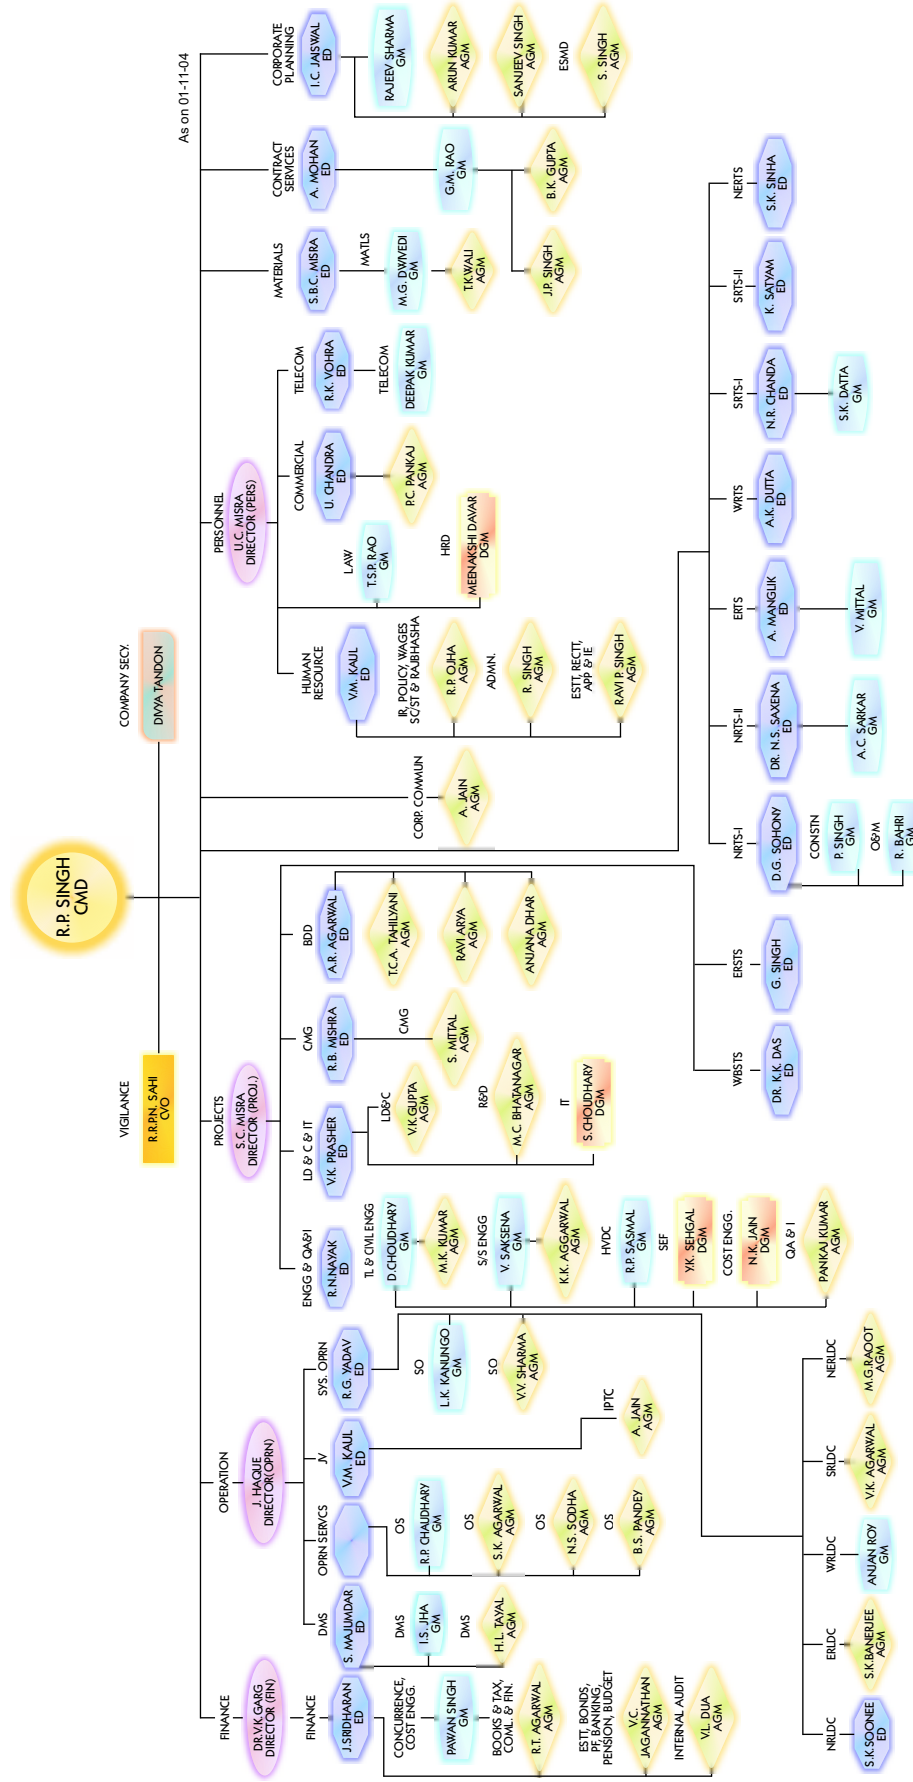 As on 01-11-04
R.P. SINGH
CMD
VIGILANCE
R.R.P.N. SAHI
CVO
COMPANY SECY.
DIVYA TANDON
FINANCE
DR.V.K. GARG
DIRECTOR (FIN)
FINANCE
J.SRIDHARAN
ED
CONCURRENCE,
COST ENGG.
PAWAN SINGH
GM
BOOKS & TAX,
COML. & FIN.
R.T. AGARWAL
AGM
ESTT. BONDS,
PF, BANKING,
PENSION, BUDGET
V.C.
JAGANNATHAN
AGM
INTERNAL AUDIT
V.L. DUA
AGM
OPERATION
J. HAQUE
DIRECTOR(OPRN)
DMS
S. MAJUMDAR
ED
DMS
I.S. JHA
GM
DMS
H.L. TAYAL
AGM
OPRN SERVCS
OS
R.P. CHAUDHARY
GM
OS
S.K. AGARWAL
AGM
OS
N.S. SODHA
AGM
OS
B.S. PANDEY
AGM
JV
V.M. KAUL
ED
IPTC
A. JAIN
AGM
SYS. OPRN
R.G. YADAV
ED
SO
L.K. KANUNGO
GM
SO
V.V. SHARMA
AGM
NRLDC
S.K.SOONEE
ED
ERLDC
S.K.BANERJEE
AGM
WRLDC
ANJAN ROY
GM
SRLDC
V.K. AGARWAL
AGM
NERLDC
M.G.RAOOT
AGM
PROJECTS
S.C. MISRA
DIRECTOR (PROJ.)
ENGG & QA&I
R.N.NAYAK
ED
TL & CIVIL ENGG
D.CHOUDHARY
GM
M.K. KUMAR
AGM
S/S ENGG
V. SAKSENA
GM
K.K. AGGARWAL
AGM
HVDC
R.P. SASMAL
GM
SEF
Y.K. SEHGAL
DGM
COST ENGG.
N.K. JAIN
DGM
QA & I
PANKAJ KUMAR
AGM
LD & C & IT
V.K. PRASHER
ED
LD&C
V.K.GUPTA
AGM
R&D
M.C. BHATANAGAR
AGM
IT
S.CHOUDHARY
DGM
CMG
R.B. MISHRA
ED
CMG
S. MITTAL
AGM
BDD
A.R. AGARWAL
ED
T.C.A. TAHILYANI
AGM
RAVI ARYA
AGM
ANJANA DHAR
AGM
WBSTS
DR. K.K. DAS
ED
ERSTS
G. SINGH
ED
CORP. COMMUN
A. JAIN
AGM
PERSONNEL
U.C. MISRA
DIRECTOR (PERS)
HUMAN
RESOURCE
V.M. KAUL
ED
IR, POLICY, WAGES
SC/ST & RAJBHASHA
R.P. OJHA
AGM
ADMN.
R. SINGH
AGM
ESTT, RECTT,
APP & IE
RAVI P. SINGH
AGM
LAW
T.S.P. RAO
GM
HRD
MEENAKSHI DAVAR
DGM
COMMERCIAL
U. CHANDRA
ED
P.C. PANKAJ
AGM
TELECOM
R.K. VOHRA
ED
TELECOM
DEEPAK KUMAR
GM
MATERIALS
S.B.C. MISRA
ED
MATLS
M.G. DWIVEDI
GM
T.K.WALI
AGM
CONTRACT
SERVICES
A. MOHAN
ED
G.M. RAO
GM
J.P. SINGH
AGM
B.K. GUPTA
AGM
CORPORATE
PLANNING
I.C. JAISWAL
ED
RAJEEV SHARMA
GM
ARUN KUMAR
AGM
SANJEEV SINGH
AGM
ESMD
S. SINGH
AGM
NRTS-I
D.G. SOHONY
ED
CONSTN
P. SINGH
GM
O&M
R. BAHRI
GM
NRTS-II
DR. N.S. SAXENA
ED
A.C. SARKAR
GM
ERTS
A. MANGLIK
ED
V. MITTAL
GM
WRTS
A.K. DUTTA
ED
SRTS-I
N.R. CHANDA
ED
S.K. DATTA
GM
SRTS-II
K. SATYAM
ED
NERTS
S.K. SINHA
ED